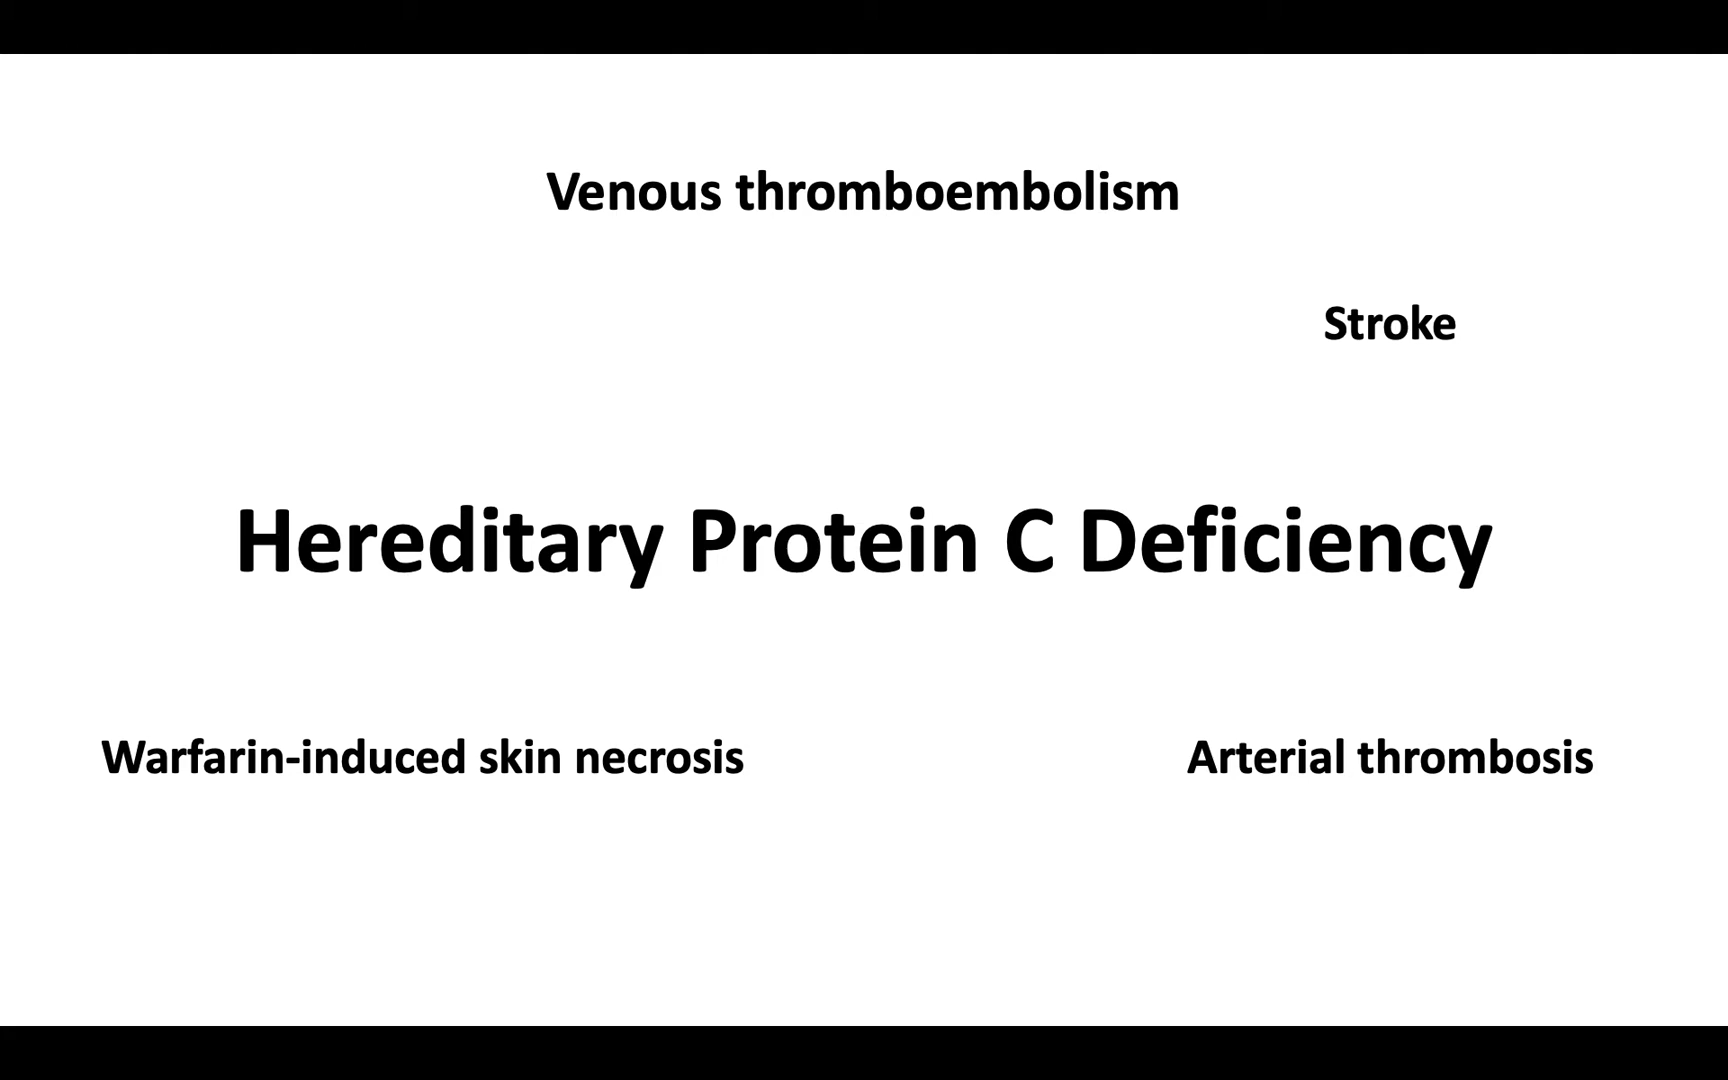 Venous thromboembolism
Stroke
Hereditary Protein C Deficiency
Warfarin-induced skin necrosis
Arterial thrombosis